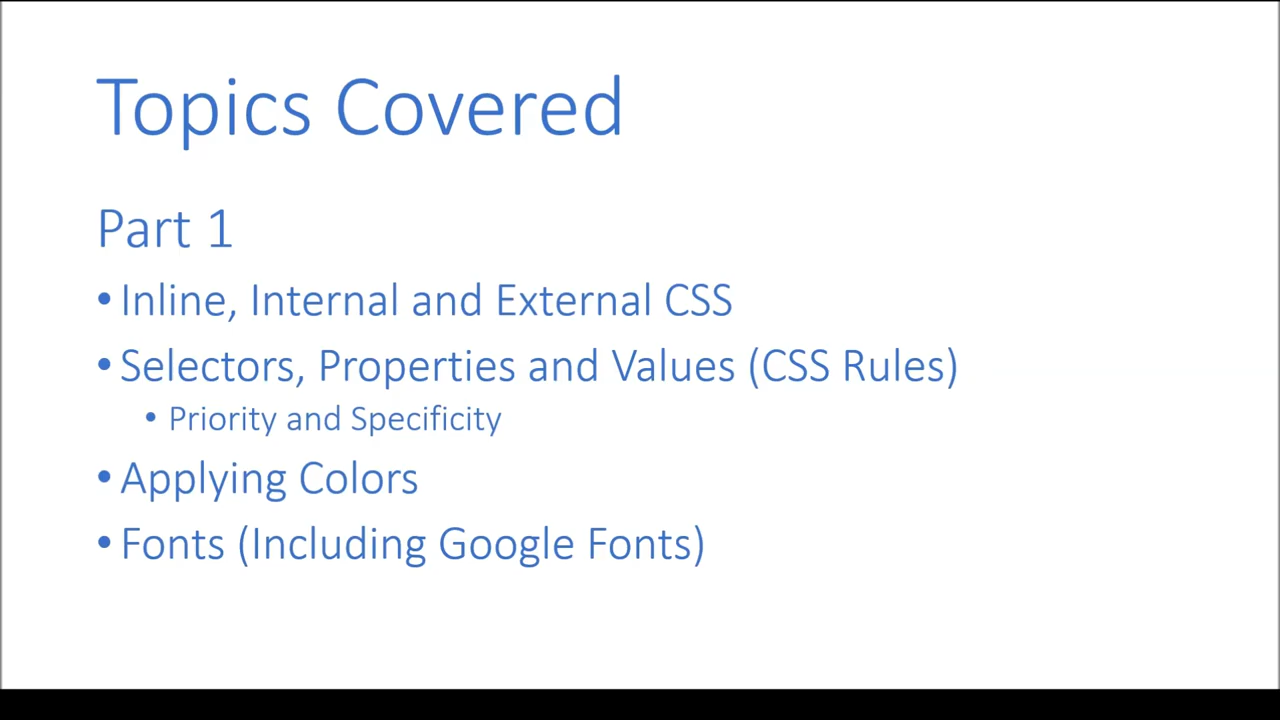 Topics Covered
Part 1
• Inline, Internal and External CSS
• Selectors, Properties and Values (CSS Rules)
• Priority and Specificity
• Applying Colors
• Fonts (Including Google Fonts)